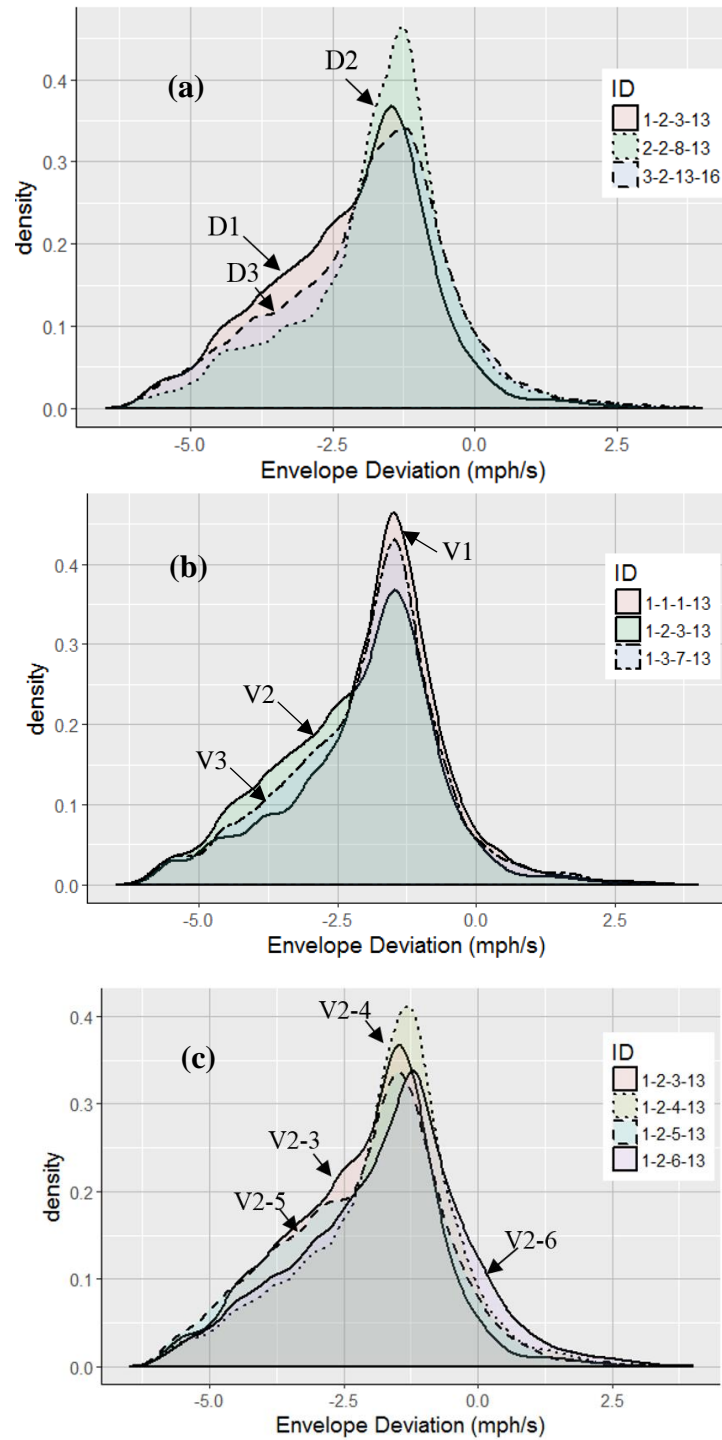 (a)
D2
D1
D3
ID
1-2-3-13
2-2-8-13
3-2-13-16
density
0.4
0.3
0.2
0.1
0.0
-5.0
-2.5
0.0
2.5
Envelope Deviation (mph/s)
(b)
V1
V2
V3
ID
1-1-1-13
1-2-3-13
1-3-7-13
density
0.4
0.3
0.2
0.1
0.0
-5.0
-2.5
0.0
2.5
Envelope Deviation (mph/s)
(c)
V2-4
V2-3
V2-5
V2-6
ID
1-2-3-13
1-2-4-13
1-2-5-13
1-2-6-13
density
0.4
0.3
0.2
0.1
0.0
-5.0
-2.5
0.0
2.5
Envelope Deviation (mph/s)